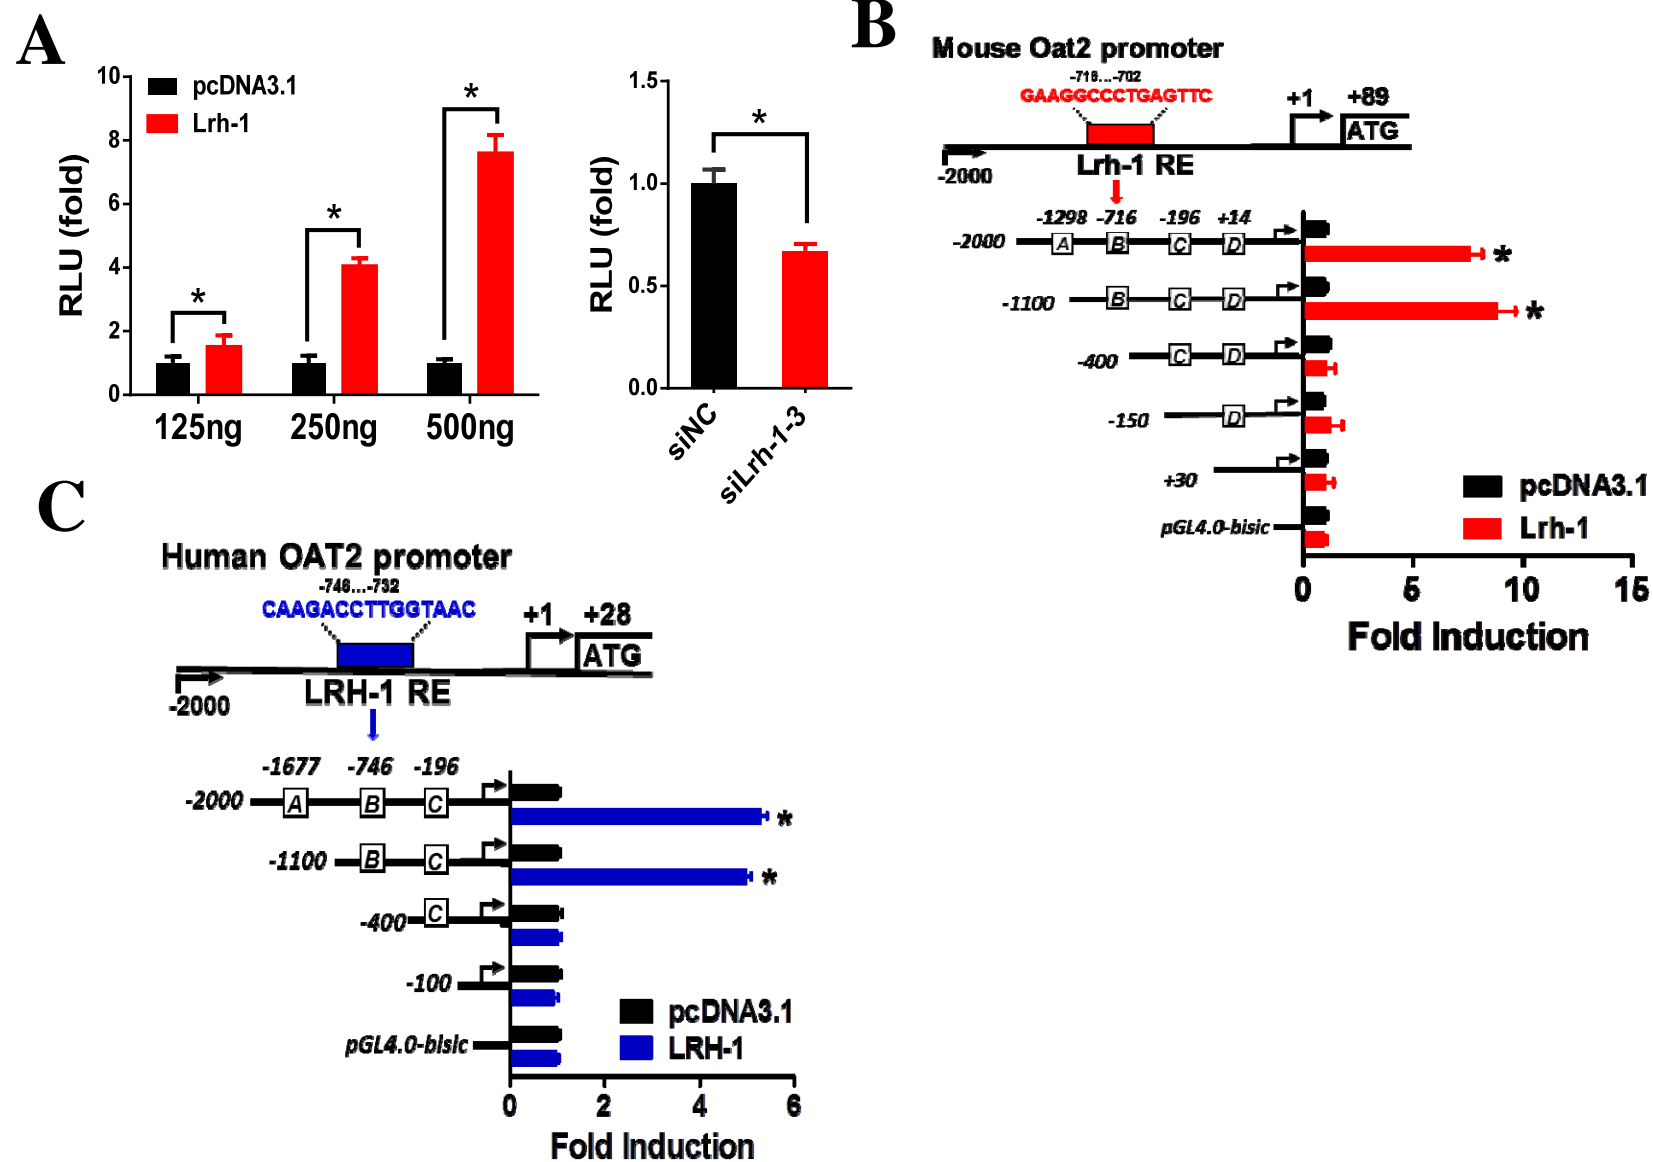 A
pcDNA3.1
Lrh-1
RLU (fold)
10
8
6
4
2
0
*
*
*
125ng
250ng
500ng
RLU (fold)
1.5
1.0
0.5
0.0
*
siNC
siLrh-1-3
B
Mouse Oat2 promoter
-716...-702
GAAGGCCCTGAGTTC
+1
+89
ATG
-2000
Lrh-1 RE
-1298 -716 -196 +14
-2000 A B C D
*
-1100 B C D
*
-400 C D
-150 D
+30
pGL4.0-bisic
pcDNA3.1
Lrh-1
0 5 10 15
Fold Induction
C
Human OAT2 promoter
-746...-732
CAAGACCTTGGTAAC
+1
+28
ATG
-2000
LRH-1 RE
-1677 -746 -196
-2000 A B C
*
-1100 B C
*
-400 C
-100
pGL4.0-bisic
pcDNA3.1
LRH-1
0 2 4 6
Fold Induction